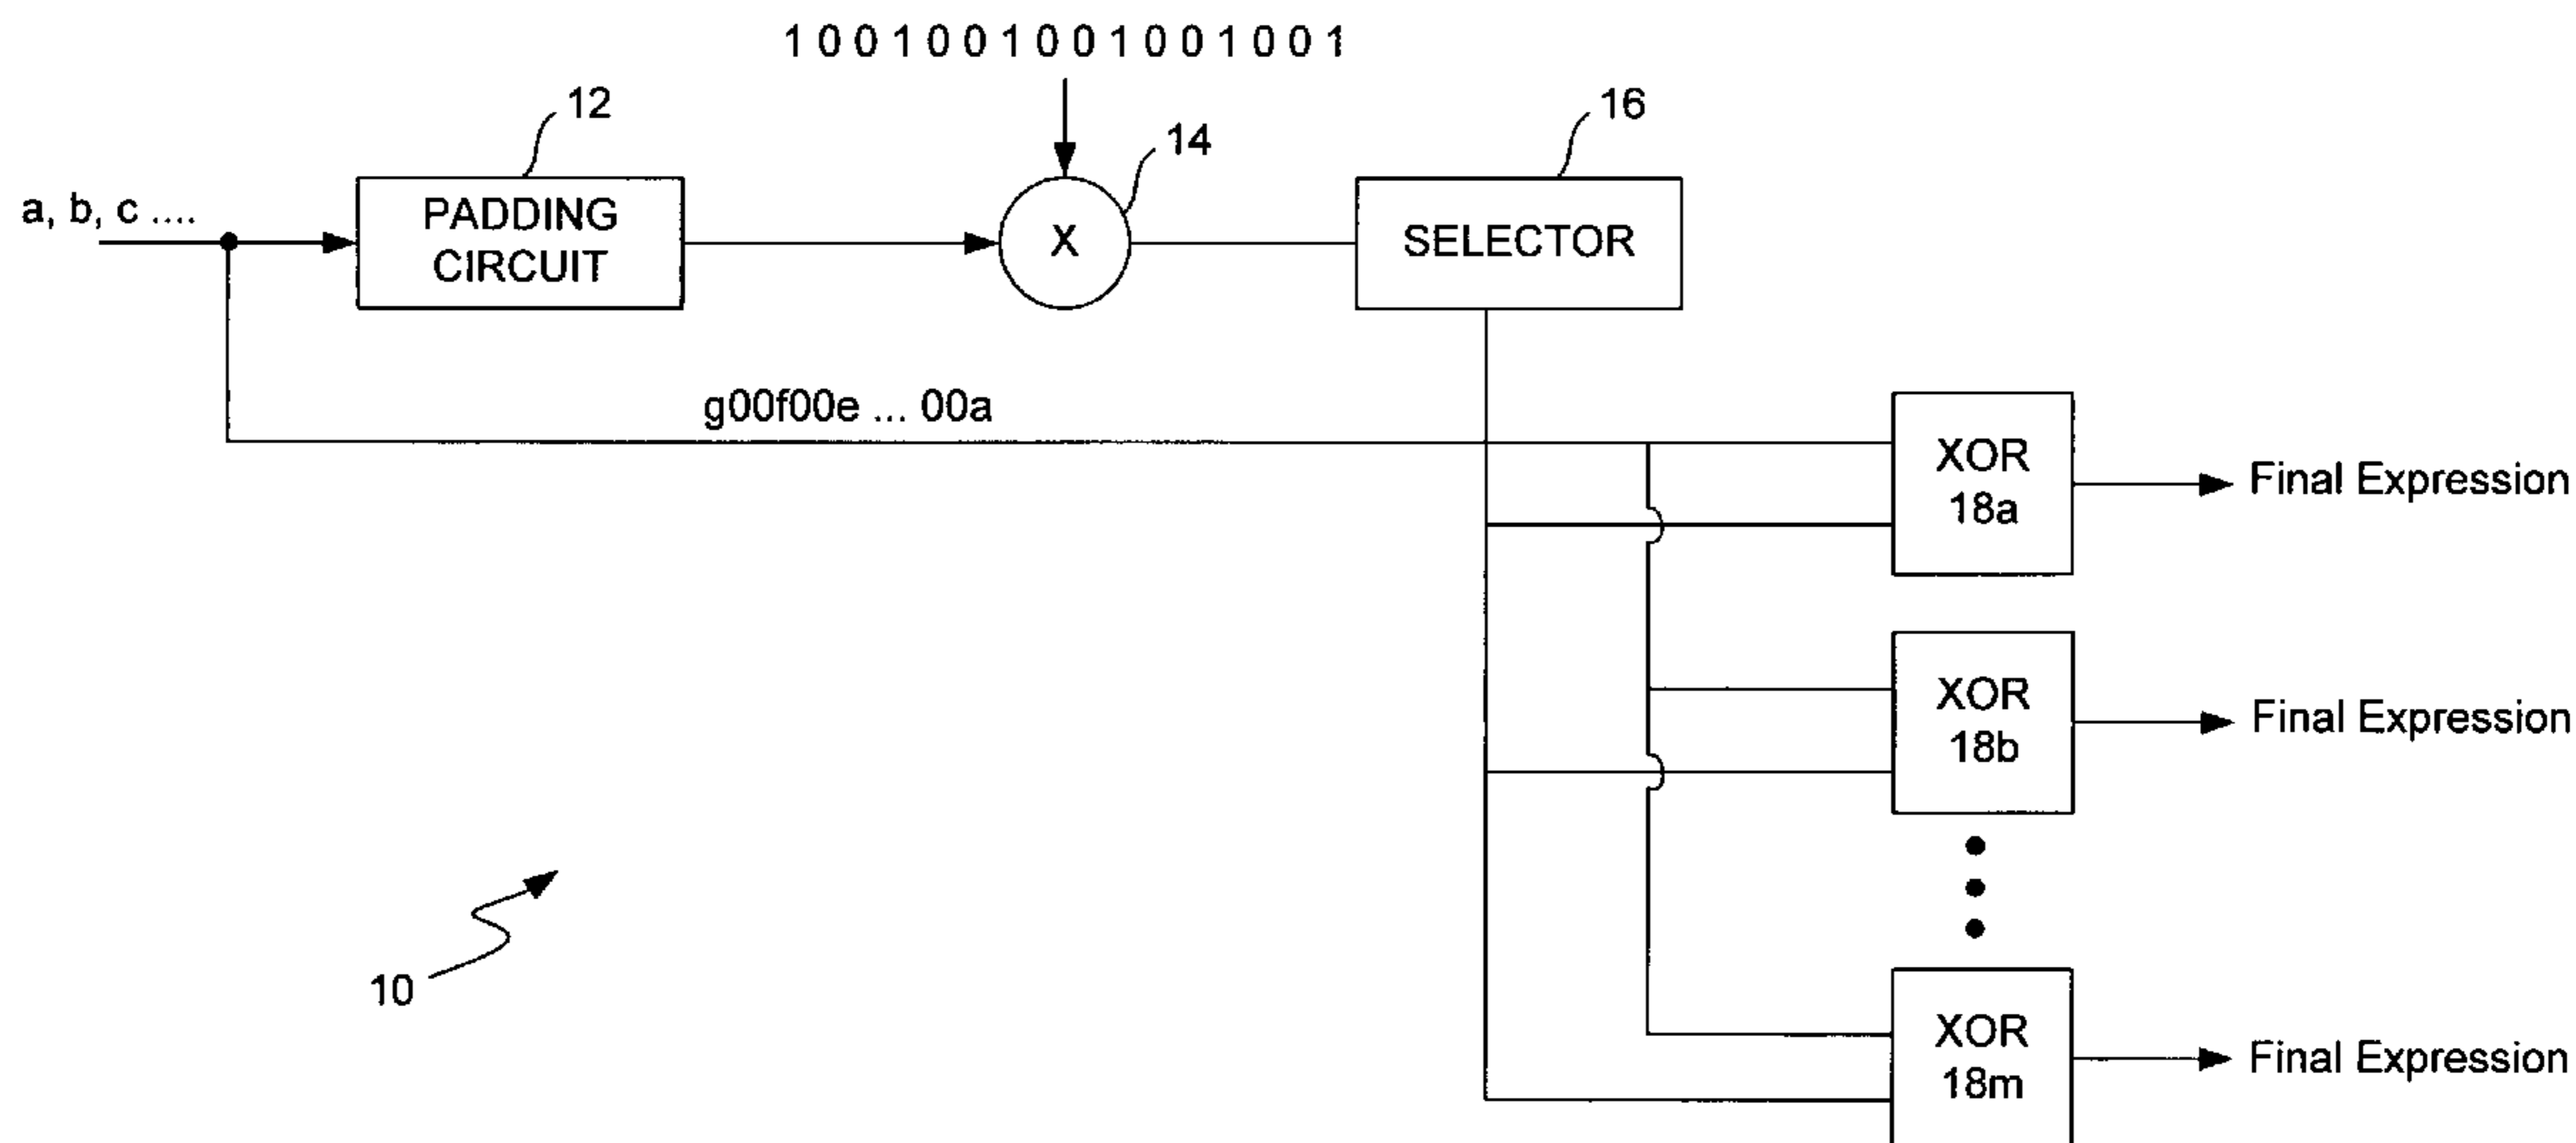 1 0 0 1 0 0 1 0 0 1 0 0 1 0 0 1
12
14
16
a, b, c ....
PADDING
CIRCUIT
X
SELECTOR
g00f00e ... 00a
XOR
18a
Final Expression
XOR
18b
Final Expression
10
XOR
18m
Final Expression